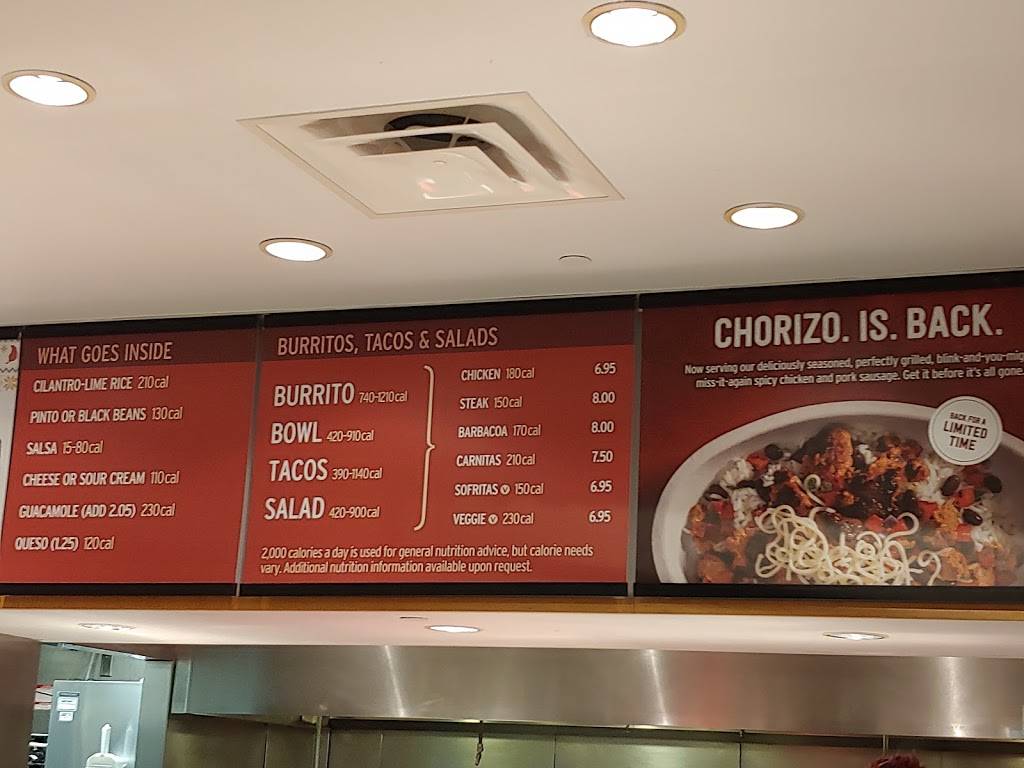 WHAT GOES INSIDE
CILANTRO-LIME RICE 210cal
PINTO OR BLACK BEANS 130cal
SALSA 15-80cal
CHEESE OR SOUR CREAM 110cal
GUACAMOLE (ADD 2.05) 230cal
QUESO (1.25) 120cal
BURRITOS, TACOS & SALADS
BURRITO 740-1210cal
BOWL 420-910cal
TACOS 390-1140cal
SALAD 420-900cal
CHICKEN 180cal 6.95
STEAK 150cal 8.00
BARBACOA 170cal 8.00
CARNITAS 210cal 7.50
SOFRITAS V 150cal 6.95
VEGGIE V 230cal 6.95
2,000 calories a day is used for general nutrition advice, but calorie needs
vary. Additional nutrition information available upon request.
CHORIZO. IS. BACK.
Now serving our deliciously seasoned, perfectly grilled, blink-and-you-mig
miss-it-again spicy chicken and pork sausage. Get it before it's all gone.
BACK FOR A
LIMITED
TIME